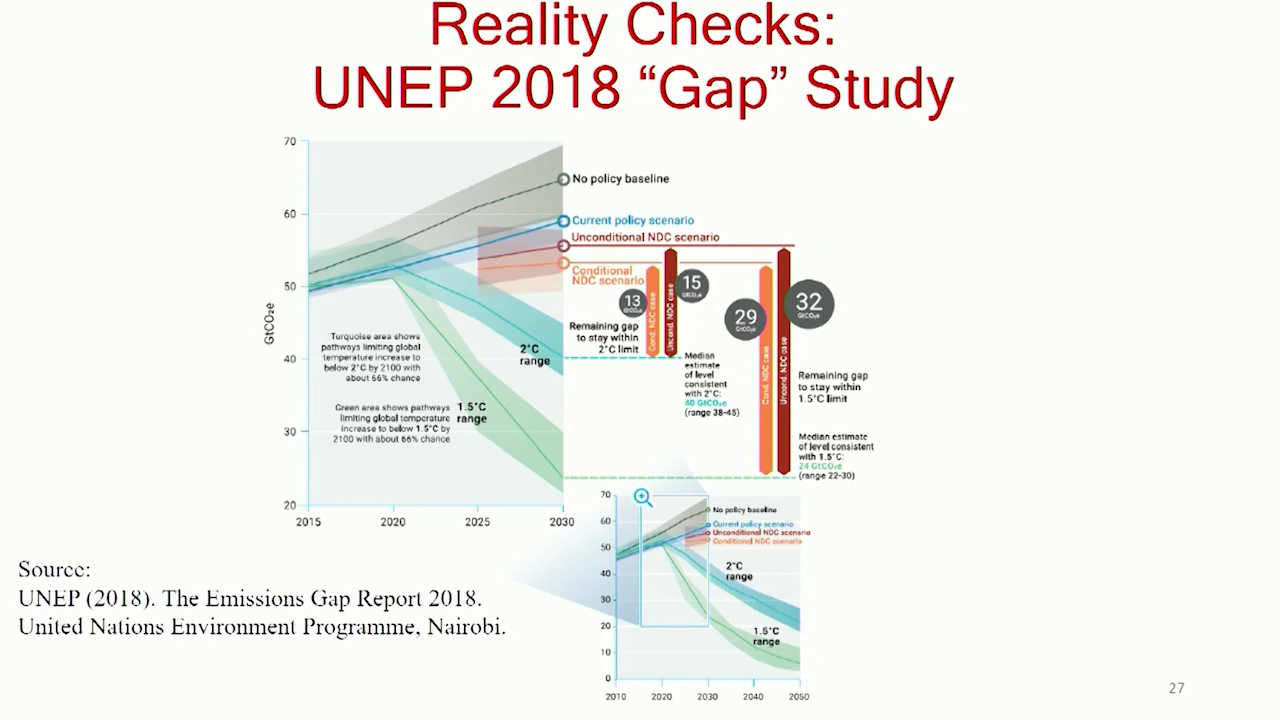 Reality Checks:
UNEP 2018 “Gap” Study
70
60
50
40
30
20
GtCO₂e
2015
2020
2025
2030
No policy baseline
Current policy scenario
Unconditional NDC scenario
Conditional
NDC scenario
13
GtCO₂e
15
GtCO₂e
29
GtCO₂e
32
GtCO₂e
Cond. NDC case
Uncond. NDC case
Cond. NDC case
Uncond. NDC case
Remaining gap
to stay within
2°C limit
Turquoise area shows
pathways limiting global
temperature increase to
below 2°C by 2100 with
about 66% chance
2°C
range
Green area shows pathways
limiting global temperature
increase to below 1.5°C by
2100 with about 66% chance
1.5°C
range
Median
estimate
of level
consistent
with 2°C:
40 GtCO₂e
(range 38-45)
Remaining gap
to stay within
1.5°C limit
Median estimate
of level consistent
with 1.5°C:
24 GtCO₂e
(range 22-30)
70
60
50
40
30
20
10
0
2010
2020
2030
2040
2050
No policy baseline
Current policy scenario
Unconditional NDC scenario
Conditional NDC scenario
2°C
range
1.5°C
range
Source:
UNEP (2018). The Emissions Gap Report 2018.
United Nations Environment Programme, Nairobi.
27